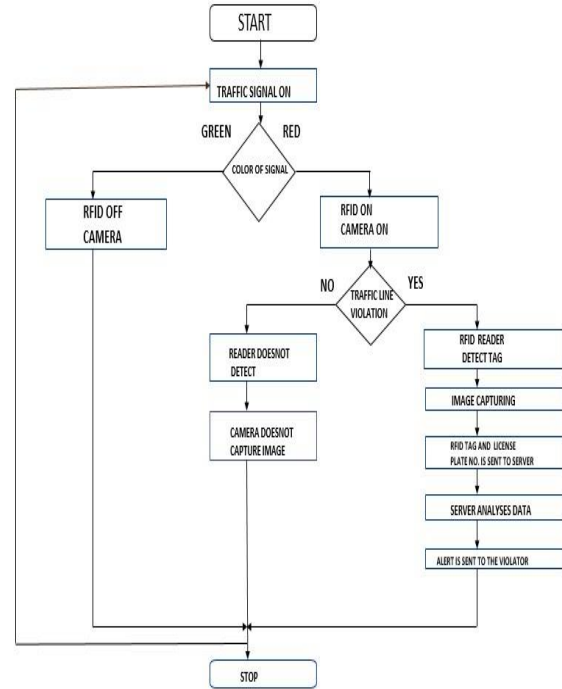 START
TRAFFIC SIGNAL ON
GREEN
RED
COLOR OF SIGNAL
RFID OFF
CAMERA
RFID ON
CAMERA ON
NO
YES
TRAFFIC LINE
VIOLATION
READER DOESNOT
DETECT
CAMERA DOESNOT
CAPTURE IMAGE
RFID READER
DETECT TAG
IMAGE CAPTURING
RFID TAG AND LICENSE
PLATE NO. IS SENT TO SERVER
SERVER ANALYSES DATA
ALERT IS SENT TO THE VIOLATOR
STOP